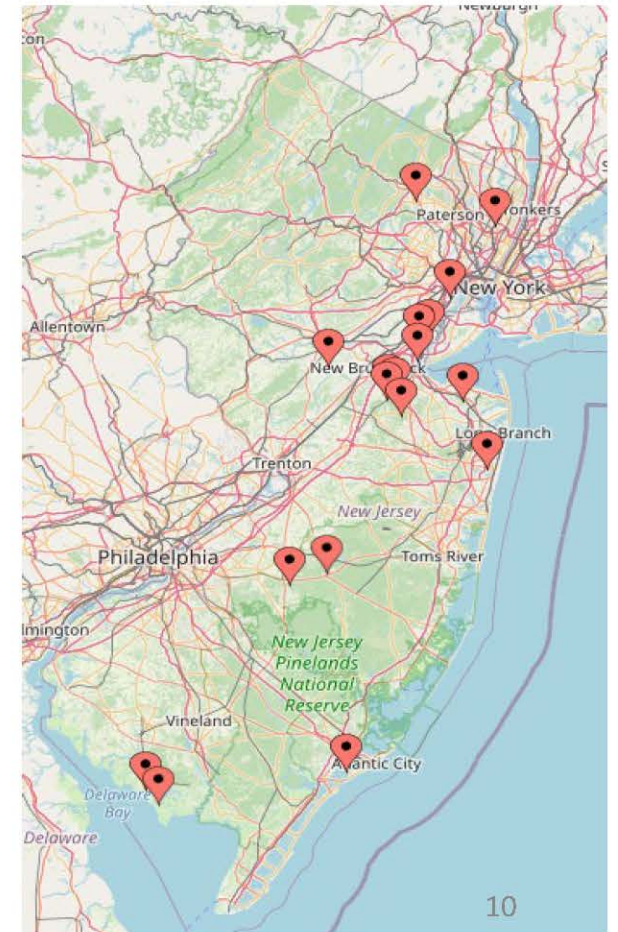 Newburgh
Paterson
Yonkers
New York
Allentown
New Brunswick
Long Branch
Trenton
New Jersey
Philadelphia
Toms River
lmington
New Jersey
Pinelands
National
Reserve
Vineland
Atlantic City
Delaware
Bay
Delaware
10